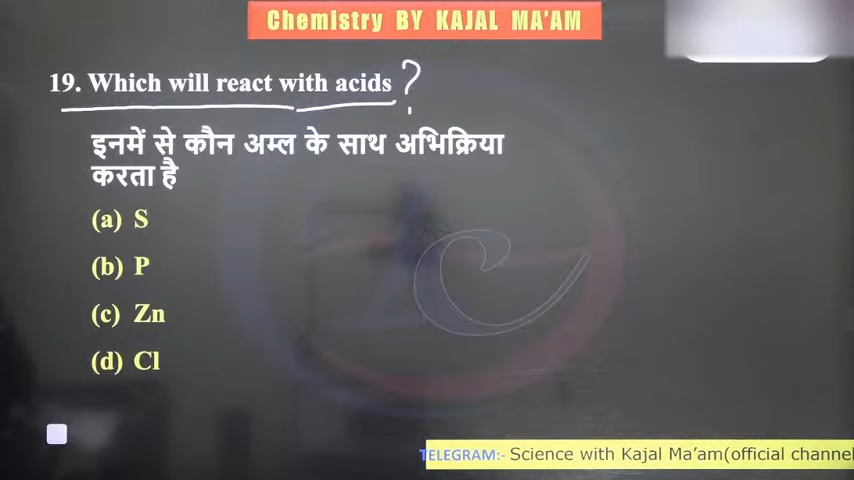 Chemistry BY KAJAL MA'AM
19. Which will react with acids ?
इनमें से कौन अम्ल के साथ अभिक्रिया
करता है
(a) S
(b) P
(c) Zn
(d) Cl
TELEGRAM:- Science with Kajal Ma'am(official channel